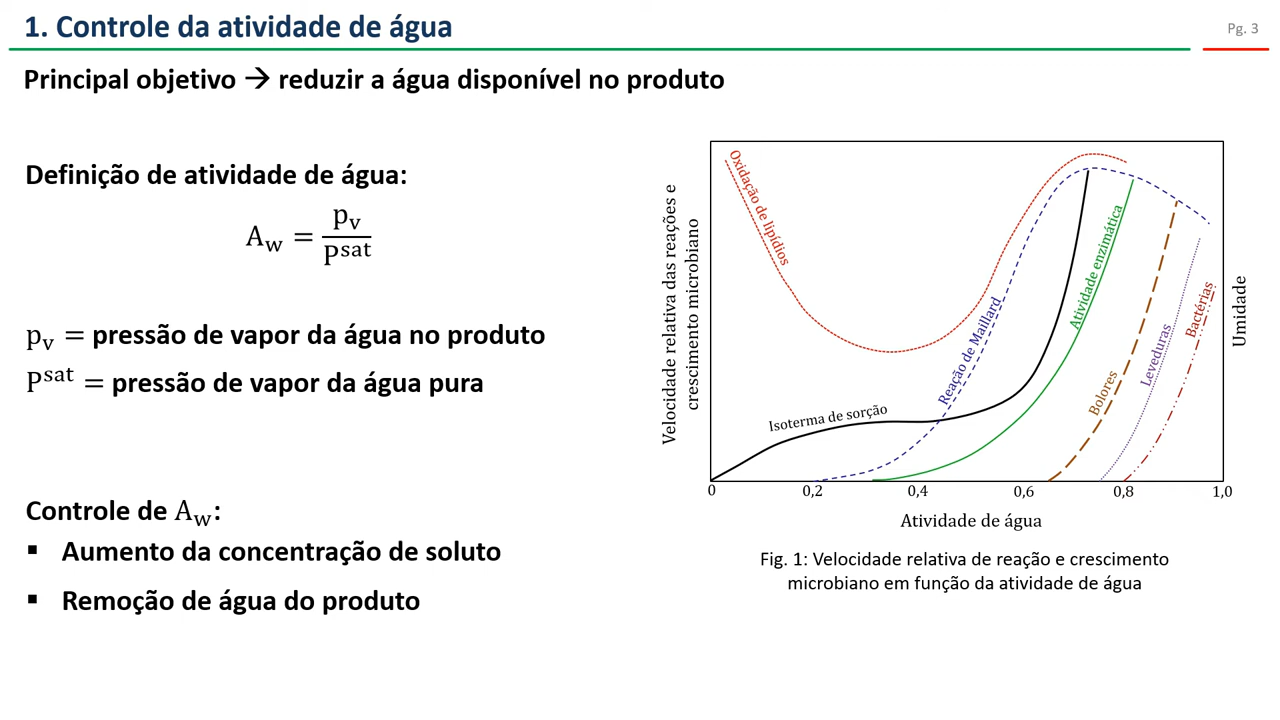 1. Controle da atividade de água
Pg. 3
Principal objetivo → reduzir a água disponível no produto
Definição de atividade de água:
A_w = p_v / P^sat
p_v = pressão de vapor da água no produto
P^sat = pressão de vapor da água pura
Controle de A_w:
▪ Aumento da concentração de soluto
▪ Remoção de água do produto
Velocidade relativa das reações e
crescimento microbiano
Oxidação de lipídios
Isoterma de sorção
Reação de Maillard
Atividade enzimática
Bolores
Leveduras
Bactérias
Umidade
0 0,2 0,4 0,6 0,8 1,0
Atividade de água
Fig. 1: Velocidade relativa de reação e crescimento
microbiano em função da atividade de água